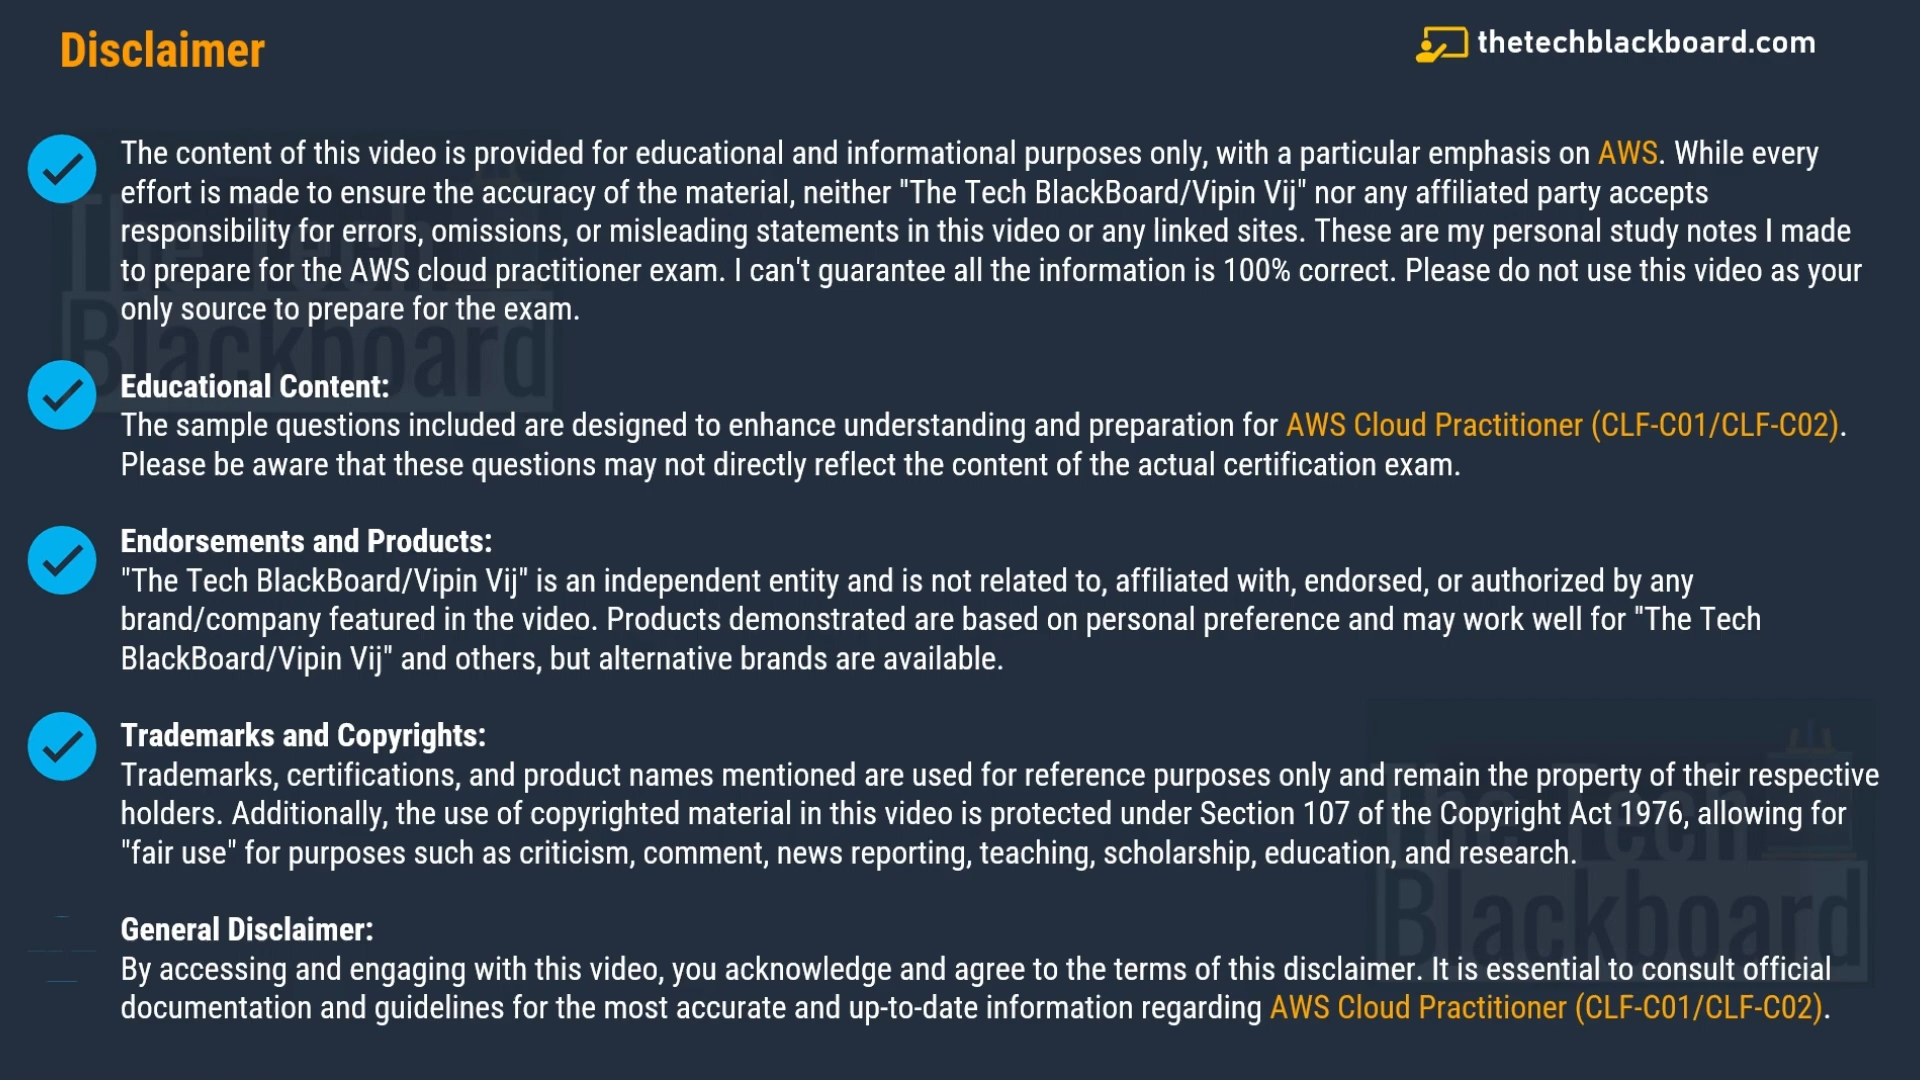 Disclaimer
thetechblackboard.com
The content of this video is provided for educational and informational purposes only, with a particular emphasis on AWS. While every
effort is made to ensure the accuracy of the material, neither "The Tech BlackBoard/Vipin Vij" nor any affiliated party accepts
responsibility for errors, omissions, or misleading statements in this video or any linked sites. These are my personal study notes I made
to prepare for the AWS cloud practitioner exam. I can't guarantee all the information is 100% correct. Please do not use this video as your
only source to prepare for the exam.
Educational Content:
The sample questions included are designed to enhance understanding and preparation for AWS Cloud Practitioner (CLF-C01/CLF-C02).
Please be aware that these questions may not directly reflect the content of the actual certification exam.
Endorsements and Products:
"The Tech BlackBoard/Vipin Vij" is an independent entity and is not related to, affiliated with, endorsed, or authorized by any
brand/company featured in the video. Products demonstrated are based on personal preference and may work well for "The Tech
BlackBoard/Vipin Vij" and others, but alternative brands are available.
Trademarks and Copyrights:
Trademarks, certifications, and product names mentioned are used for reference purposes only and remain the property of their respective
holders. Additionally, the use of copyrighted material in this video is protected under Section 107 of the Copyright Act 1976, allowing for
"fair use" for purposes such as criticism, comment, news reporting, teaching, scholarship, education, and research.
General Disclaimer:
By accessing and engaging with this video, you acknowledge and agree to the terms of this disclaimer. It is essential to consult official
documentation and guidelines for the most accurate and up-to-date information regarding AWS Cloud Practitioner (CLF-C01/CLF-C02).
The Tech
Blackboard
The Tech
Blackboard